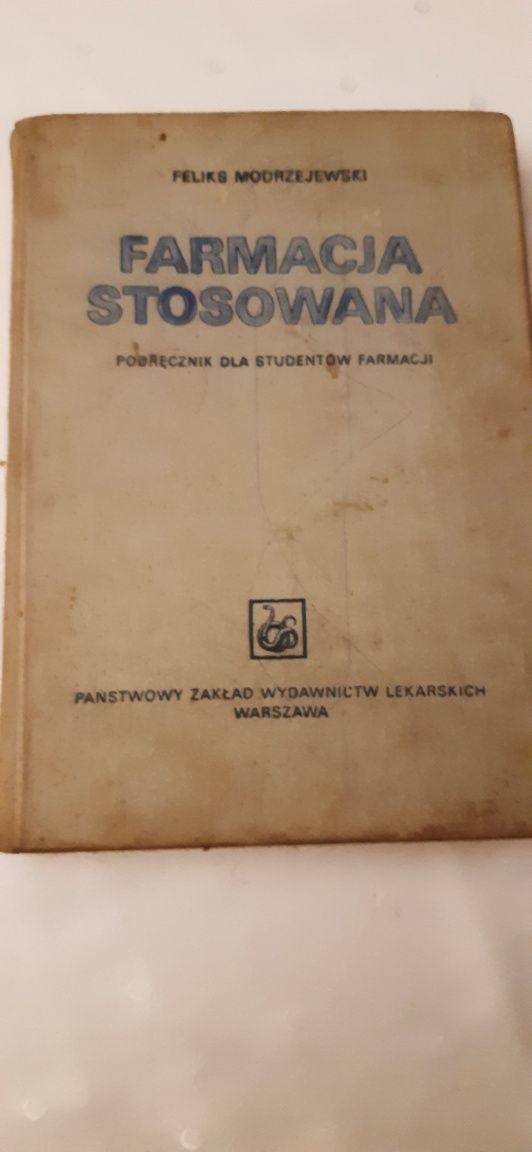 FELIKS MODRZEJEWSKI
FARMACJA
STOSOWANA
PODRĘCZNIK DLA STUDENTÓW FARMACJI
PAŃSTWOWY ZAKŁAD WYDAWNICTW LEKARSKICH
WARSZAWA